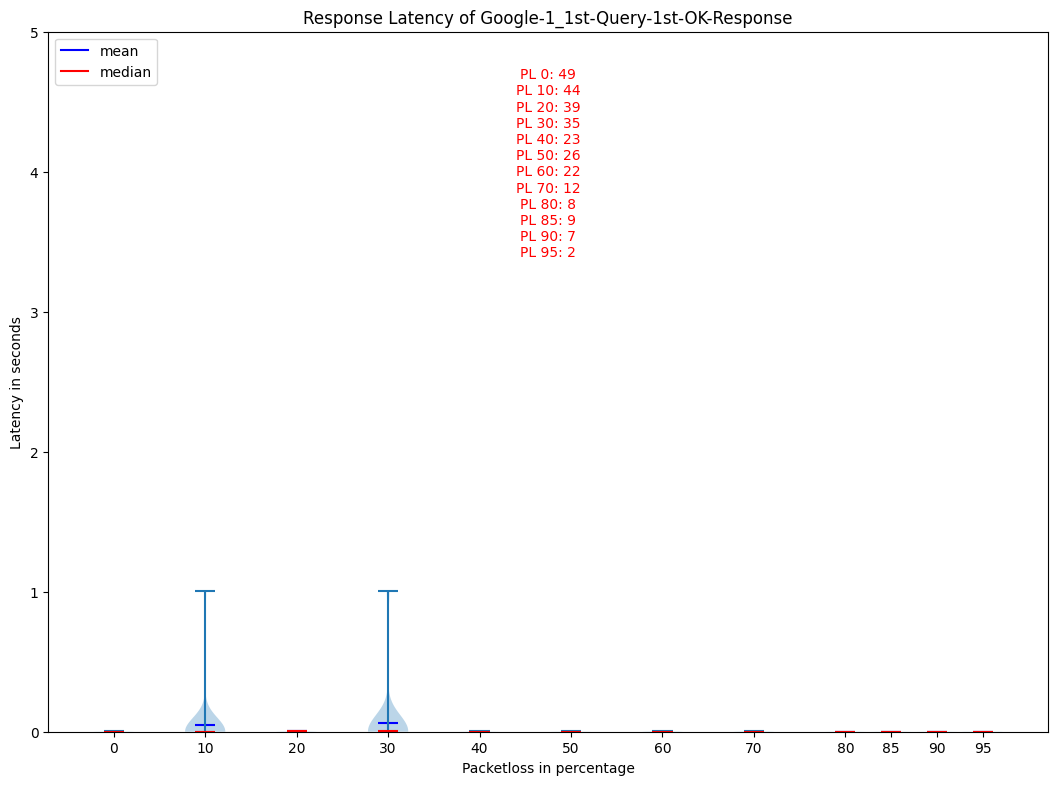 Response Latency of Google-1_1st-Query-1st-OK-Response
mean
median
PL 0: 49
PL 10: 44
PL 20: 39
PL 30: 35
PL 40: 23
PL 50: 26
PL 60: 22
PL 70: 12
PL 80: 8
PL 85: 9
PL 90: 7
PL 95: 2
Latency in seconds
5
4
3
2
1
0
0 10 20 30 40 50 60 70 80 85 90 95
Packetloss in percentage